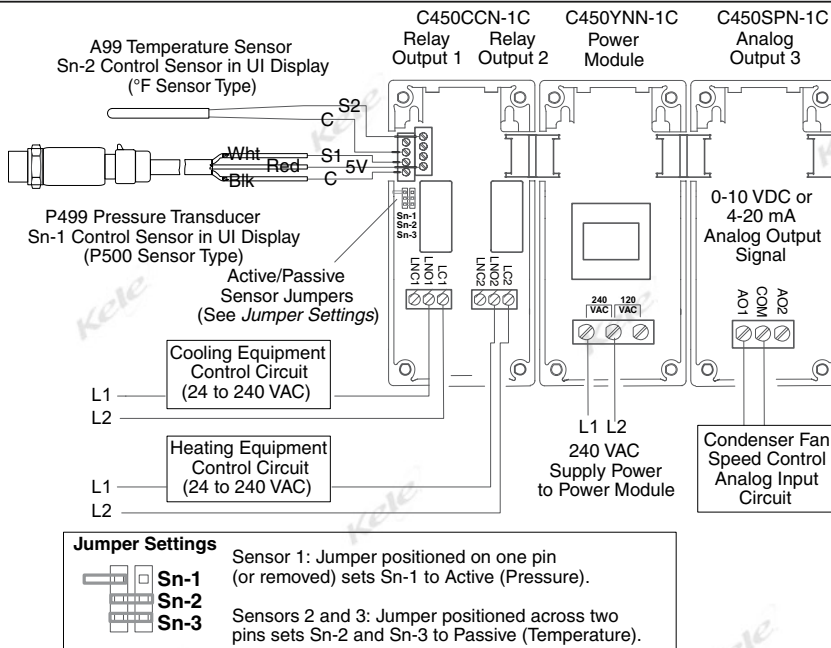 C450CCN-1C
Relay Relay
Output 1 Output 2
C450YNN-1C
Power
Module
C450SPN-1C
Analog
Output 3
A99 Temperature Sensor
Sn-2 Control Sensor in UI Display
(°F Sensor Type)
S2
C
Wht S1
Red 5V
Blk C
P499 Pressure Transducer
Sn-1 Control Sensor in UI Display
(P500 Sensor Type)
Sn-1
Sn-2
Sn-3
Active/Passive
Sensor Jumpers
(See Jumper Settings)
LNC1 LNO1 LC1
LNC2 LNO2 LC2
240 VAC
120 VAC
0-10 VDC or
4-20 mA
Analog Output
Signal
AO1 COM AO2
Cooling Equipment
Control Circuit
(24 to 240 VAC)
L1
L2
Heating Equipment
Control Circuit
(24 to 240 VAC)
L1
L2
L1 L2
240 VAC
Supply Power
to Power Module
Condenser Fan
Speed Control
Analog Input
Circuit
Jumper Settings
Sn-1
Sn-2
Sn-3
Sensor 1: Jumper positioned on one pin
(or removed) sets Sn-1 to Active (Pressure).
Sensors 2 and 3: Jumper positioned across two
pins sets Sn-2 and Sn-3 to Passive (Temperature).
Kele
Kele
Kele
Kele
Kele